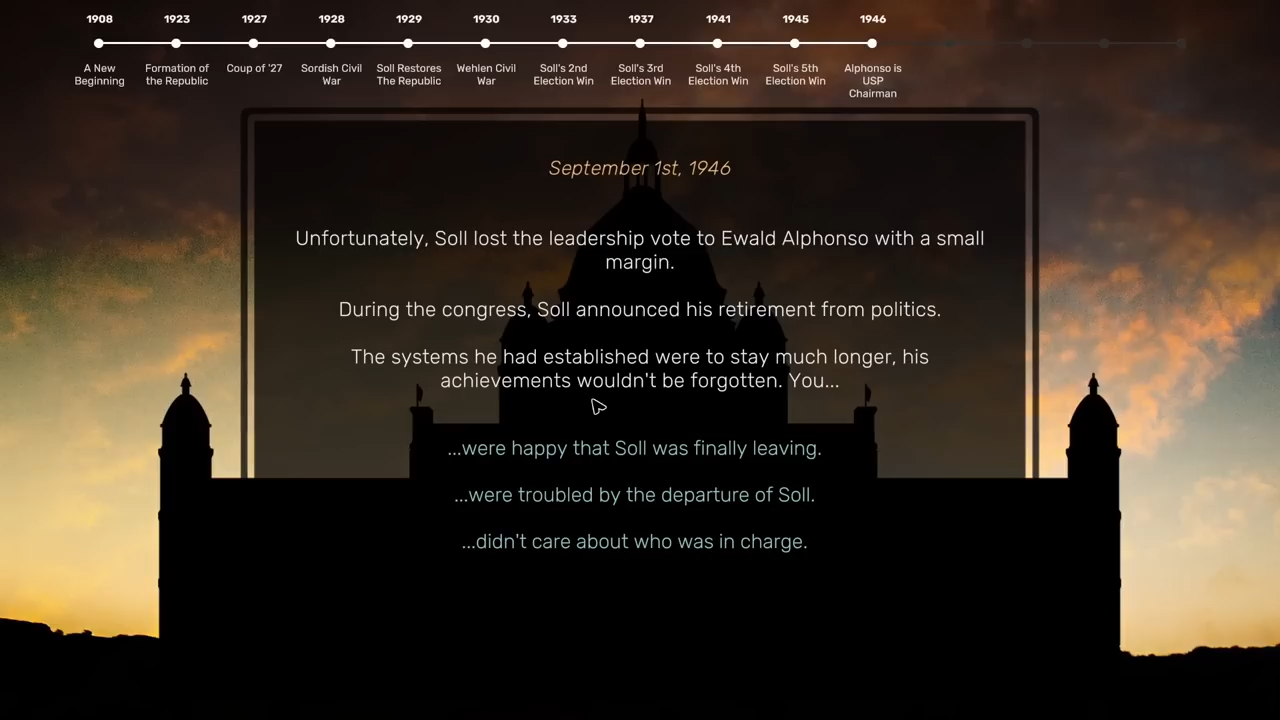 1908
1923
1927
1928
1929
1930
1933
1937
1941
1945
1946
A New
Beginning
Formation of
the Republic
Coup of '27
Sordish Civil
War
Soll Restores
The Republic
Wehlen Civil
War
Soll's 2nd
Election Win
Soll's 3rd
Election Win
Soll's 4th
Election Win
Soll's 5th
Election Win
Alphonso is
USP
Chairman
September 1st, 1946
Unfortunately, Soll lost the leadership vote to Ewald Alphonso with a small
margin.
During the congress, Soll announced his retirement from politics.
The systems he had established were to stay much longer, his
achievements wouldn't be forgotten. You...
...were happy that Soll was finally leaving.
...were troubled by the departure of Soll.
...didn't care about who was in charge.